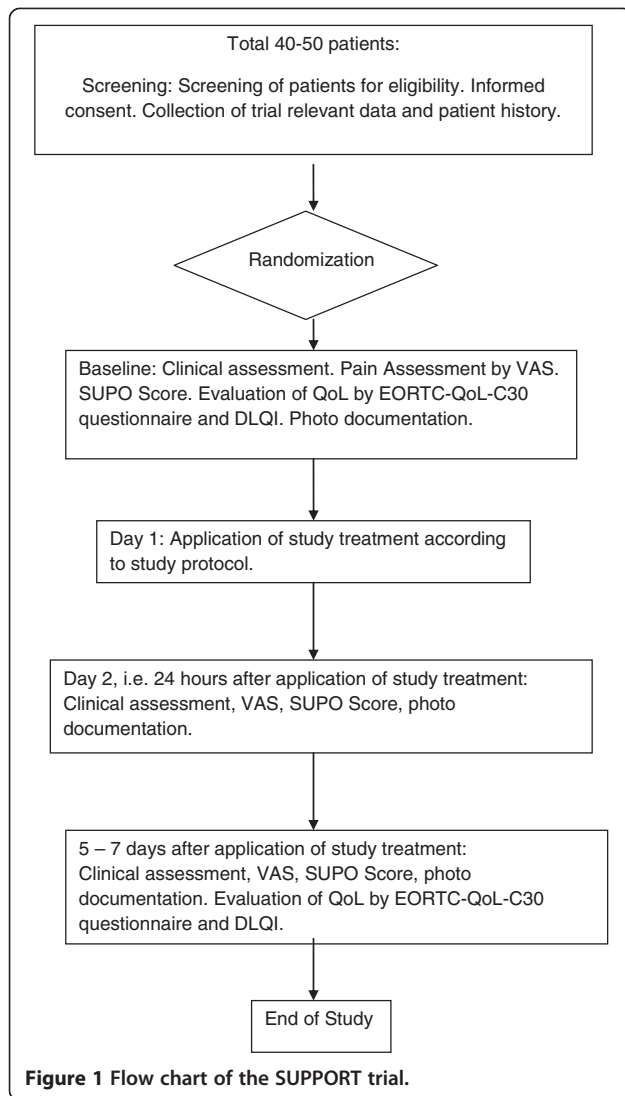 Total 40-50 patients:
Screening: Screening of patients for eligibility. Informed
consent. Collection of trial relevant data and patient history.
Randomization
Baseline: Clinical assessment. Pain Assessment by VAS.
SUPO Score. Evaluation of QoL by EORTC-QoL-C30
questionnaire and DLQI. Photo documentation.
Day 1: Application of study treatment according
to study protocol.
Day 2, i.e. 24 hours after application of study treatment:
Clinical assessment, VAS, SUPO Score, photo
documentation.
5 – 7 days after application of study treatment:
Clinical assessment, VAS, SUPO Score, photo
documentation. Evaluation of QoL by EORTC-QoL-C30
questionnaire and DLQI.
End of Study
Figure 1 Flow chart of the SUPPORT trial.